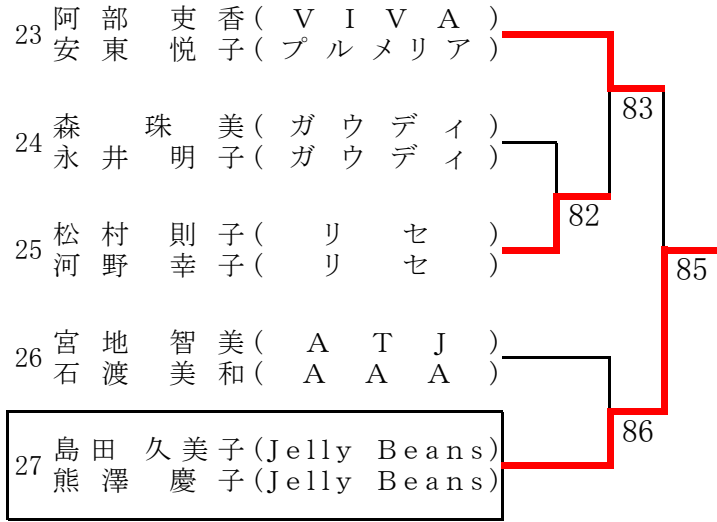 23 阿部 吏香(VIVA)
安東 悦子(プルメリア)
83
24 森 珠美(ガウディ)
永井 明子(ガウディ)
82
25 松村 則子(リセ)
河野 幸子(リセ)
85
26 宮地 智美(ATJ)
石渡 美和(AAA)
86
27 島田 久美子(Jelly Beans)
熊澤 慶子(Jelly Beans)